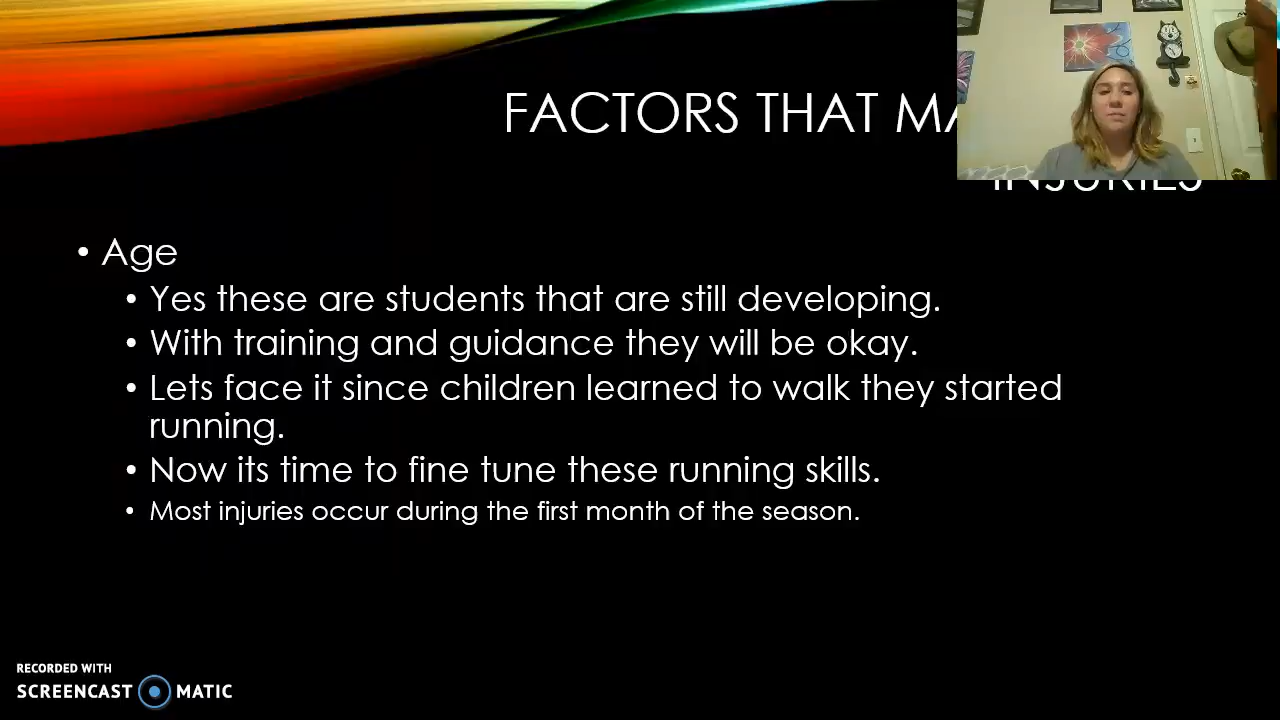 FACTORS THAT
INJURIES
• Age
• Yes these are students that are still developing.
• With training and guidance they will be okay.
• Lets face it since children learned to walk they started
running.
• Now its time to fine tune these running skills.
• Most injuries occur during the first month of the season.
RECORDED WITH
SCREENCAST MATIC